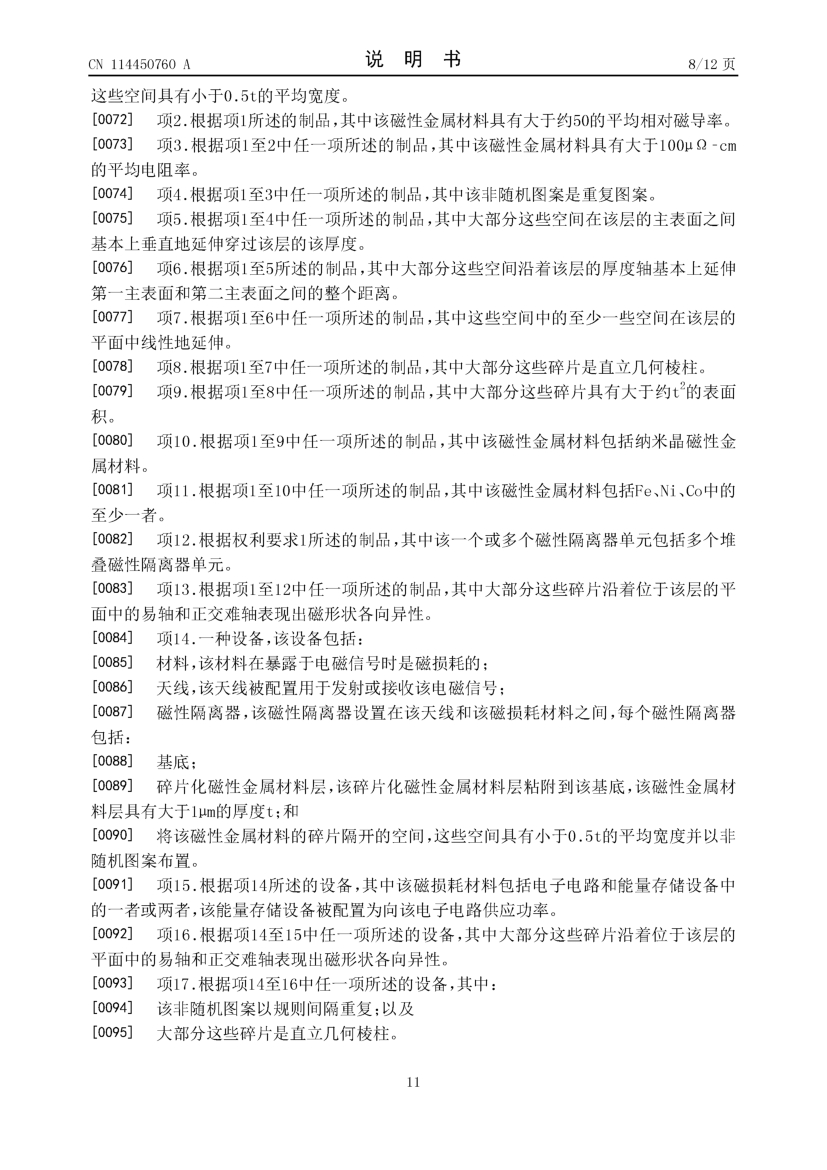 CN 114450760 A
说 明 书
8/12 页
这些空间具有小于0.5t的平均宽度。
[0072] 项2.根据项1所述的制品,其中该磁性金属材料具有大于约50的平均相对磁导率。
[0073] 项3.根据项1至2中任一项所述的制品,其中该磁性金属材料具有大于100μΩ-cm
的平均电阻率。
[0074] 项4.根据项1至3中任一项所述的制品,其中该非随机图案是重复图案。
[0075] 项5.根据项1至4中任一项所述的制品,其中大部分这些空间在该层的主表面之间
基本上垂直地延伸穿过该层的该厚度。
[0076] 项6.根据项1至5所述的制品,其中大部分这些空间沿着该层的厚度轴基本上延伸
第一主表面和第二主表面之间的整个距离。
[0077] 项7.根据项1至6中任一项所述的制品,其中这些空间中的至少一些空间在该层的
平面中线性地延伸。
[0078] 项8.根据项1至7中任一项所述的制品,其中大部分这些碎片是直立几何棱柱。
[0079] 项9.根据项1至8中任一项所述的制品,其中大部分这些碎片具有大于约t²的表面
积。
[0080] 项10.根据项1至9中任一项所述的制品,其中该磁性金属材料包括纳米晶磁性金
属材料。
[0081] 项11.根据项1至10中任一项所述的制品,其中该磁性金属材料包括Fe、Ni、Co中的
至少一者。
[0082] 项12.根据权利要求1所述的制品,其中该一个或多个磁性隔离器单元包括多个堆
叠磁性隔离器单元。
[0083] 项13.根据项1至12中任一项所述的制品,其中大部分这些碎片沿着位于该层的平
面中的易轴和正交难轴表现出磁形状各向异性。
[0084] 项14.一种设备,该设备包括:
[0085] 材料,该材料在暴露于电磁信号时是磁损耗的;
[0086] 天线,该天线被配置用于发射或接收该电磁信号;
[0087] 磁性隔离器,该磁性隔离器设置在该天线和该磁损耗材料之间,每个磁性隔离器
包括:
[0088] 基底;
[0089] 碎片化磁性金属材料层,该碎片化磁性金属材料层粘附到该基底,该磁性金属材
料层具有大于1μm的厚度t;和
[0090] 将该磁性金属材料的碎片隔开的空间,这些空间具有小于0.5t的平均宽度并以非
随机图案布置。
[0091] 项15.根据项14所述的设备,其中该磁损耗材料包括电子电路和能量存储设备中
的一者或两者,该能量存储设备被配置为向该电子电路供应功率。
[0092] 项16.根据项14至15中任一项所述的设备,其中大部分这些碎片沿着位于该层的
平面中的易轴和正交难轴表现出磁形状各向异性。
[0093] 项17.根据项14至16中任一项所述的设备,其中:
[0094] 该非随机图案以规则间隔重复;以及
[0095] 大部分这些碎片是直立几何棱柱。
11